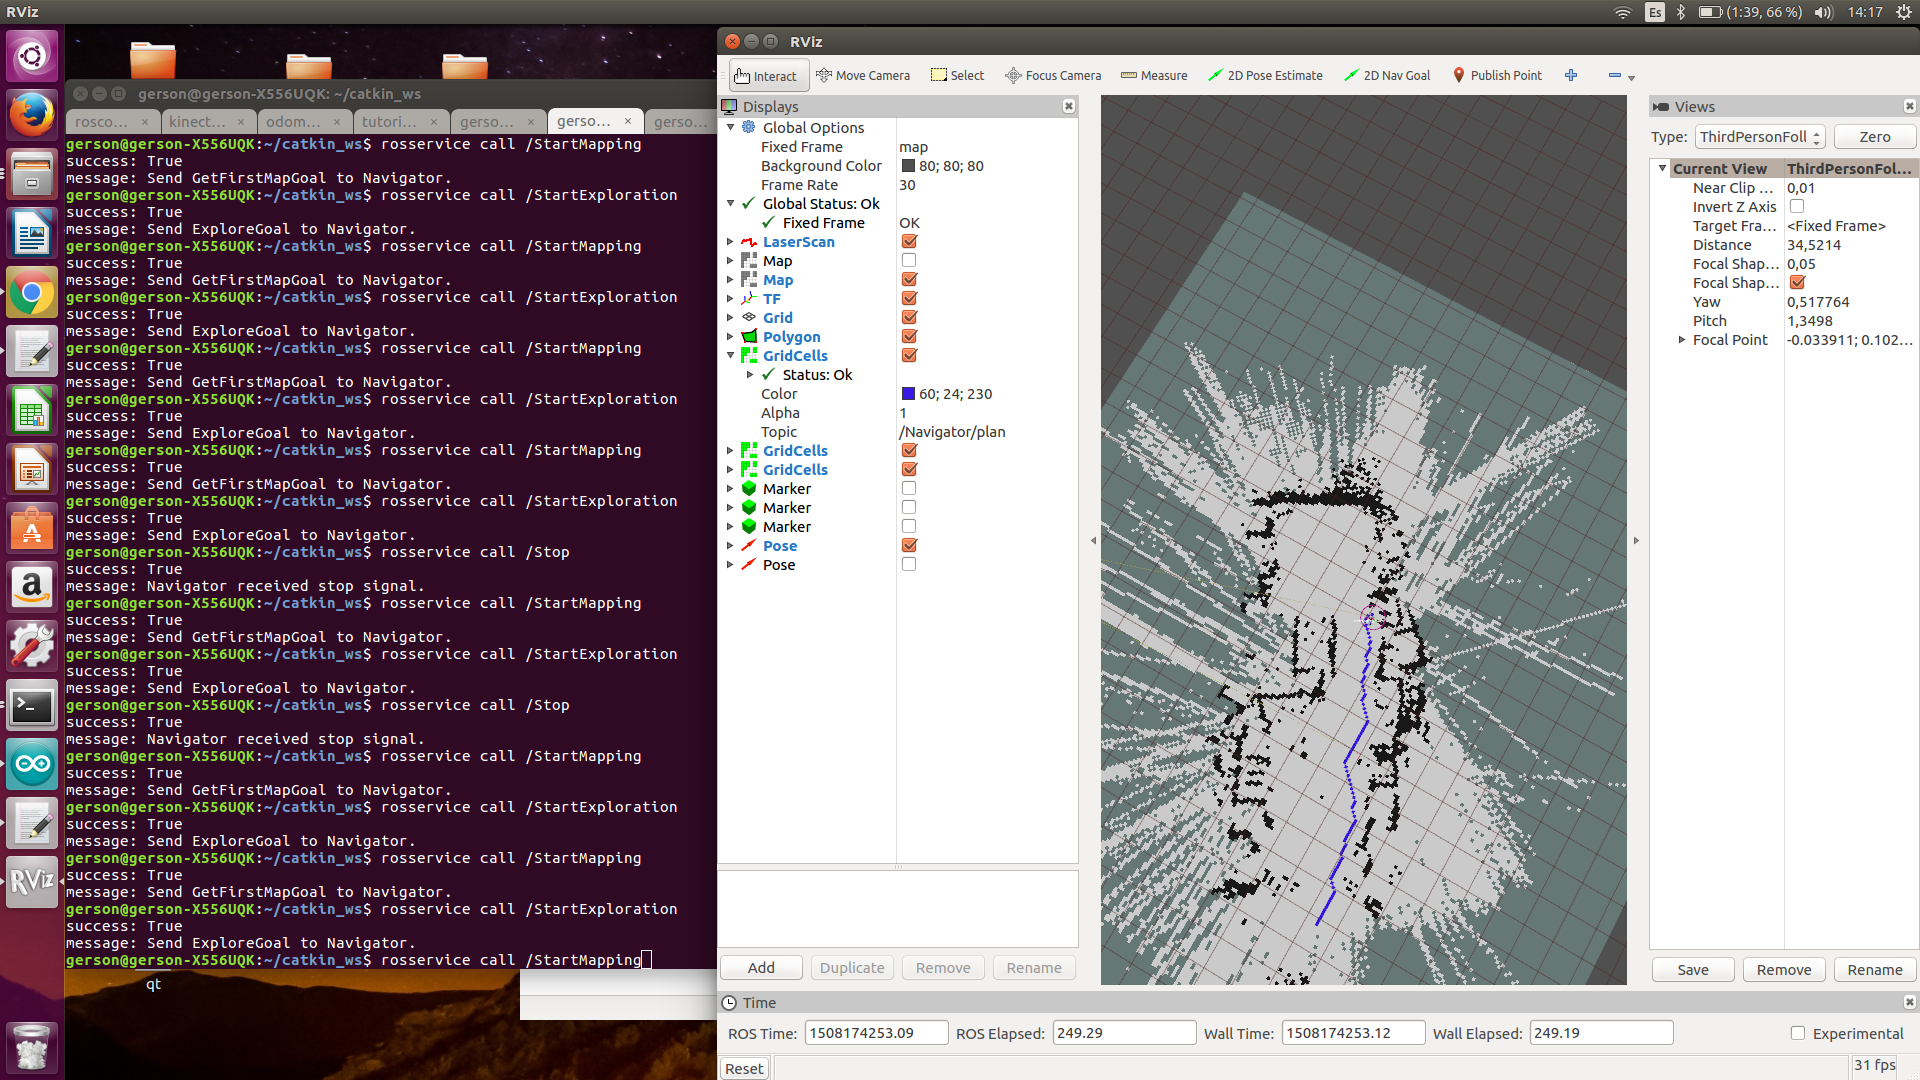 RViz
Es
(1:39, 66 %)
14:17
gerson@gerson-X556UQK: ~/catkin_ws
rosco... × kinect... × odom... × tutori... × gerso... × gerso... × gerso...
gerson@gerson-X556UQK:~/catkin_ws$ rosservice call /StartMapping
success: True
message: Send GetFirstMapGoal to Navigator.
gerson@gerson-X556UQK:~/catkin_ws$ rosservice call /StartExploration
success: True
message: Send ExploreGoal to Navigator.
gerson@gerson-X556UQK:~/catkin_ws$ rosservice call /StartMapping
success: True
message: Send GetFirstMapGoal to Navigator.
gerson@gerson-X556UQK:~/catkin_ws$ rosservice call /StartExploration
success: True
message: Send ExploreGoal to Navigator.
gerson@gerson-X556UQK:~/catkin_ws$ rosservice call /StartMapping
success: True
message: Send GetFirstMapGoal to Navigator.
gerson@gerson-X556UQK:~/catkin_ws$ rosservice call /StartExploration
success: True
message: Send ExploreGoal to Navigator.
gerson@gerson-X556UQK:~/catkin_ws$ rosservice call /StartMapping
success: True
message: Send GetFirstMapGoal to Navigator.
gerson@gerson-X556UQK:~/catkin_ws$ rosservice call /StartExploration
success: True
message: Send ExploreGoal to Navigator.
gerson@gerson-X556UQK:~/catkin_ws$ rosservice call /Stop
success: True
message: Navigator received stop signal.
gerson@gerson-X556UQK:~/catkin_ws$ rosservice call /StartMapping
success: True
message: Send GetFirstMapGoal to Navigator.
gerson@gerson-X556UQK:~/catkin_ws$ rosservice call /StartExploration
success: True
message: Send ExploreGoal to Navigator.
gerson@gerson-X556UQK:~/catkin_ws$ rosservice call /Stop
success: True
message: Navigator received stop signal.
gerson@gerson-X556UQK:~/catkin_ws$ rosservice call /StartMapping
success: True
message: Send GetFirstMapGoal to Navigator.
gerson@gerson-X556UQK:~/catkin_ws$ rosservice call /StartExploration
success: True
message: Send ExploreGoal to Navigator.
gerson@gerson-X556UQK:~/catkin_ws$ rosservice call /StartMapping
success: True
message: Send GetFirstMapGoal to Navigator.
gerson@gerson-X556UQK:~/catkin_ws$ rosservice call /StartExploration
success: True
message: Send ExploreGoal to Navigator.
gerson@gerson-X556UQK:~/catkin_ws$ rosservice call /StartMapping
qt
RViz
RViz
Interact Move Camera Select Focus Camera Measure 2D Pose Estimate 2D Nav Goal Publish Point
Displays
Global Options
Fixed Frame map
Background Color 80; 80; 80
Frame Rate 30
Global Status: Ok
Fixed Frame OK
LaserScan
Map
Map
TF
Grid
Polygon
GridCells
Status: Ok
Color 60; 24; 230
Alpha 1
Topic /Navigator/plan
GridCells
GridCells
Marker
Marker
Marker
Pose
Pose
Add Duplicate Remove Rename
Views
Type: ThirdPersonFoll Zero
Current View ThirdPersonFol...
Near Clip ... 0,01
Invert Z Axis
Target Fra... <Fixed Frame>
Distance 34,5214
Focal Shap... 0,05
Focal Shap...
Yaw 0,517764
Pitch 1,3498
Focal Point -0.033911; 0.102...
Save Remove Rename
Time
ROS Time: 1508174253.09 ROS Elapsed: 249.29 Wall Time: 1508174253.12 Wall Elapsed: 249.19 Experimental
Reset
31 fps